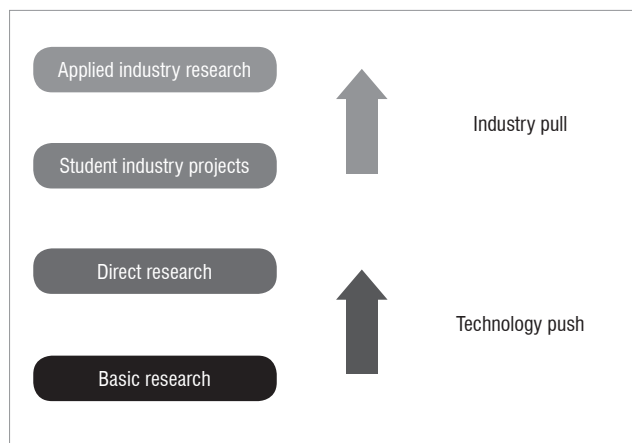 Applied industry research
Industry pull
Student industry projects
Direct research
Technology push
Basic research